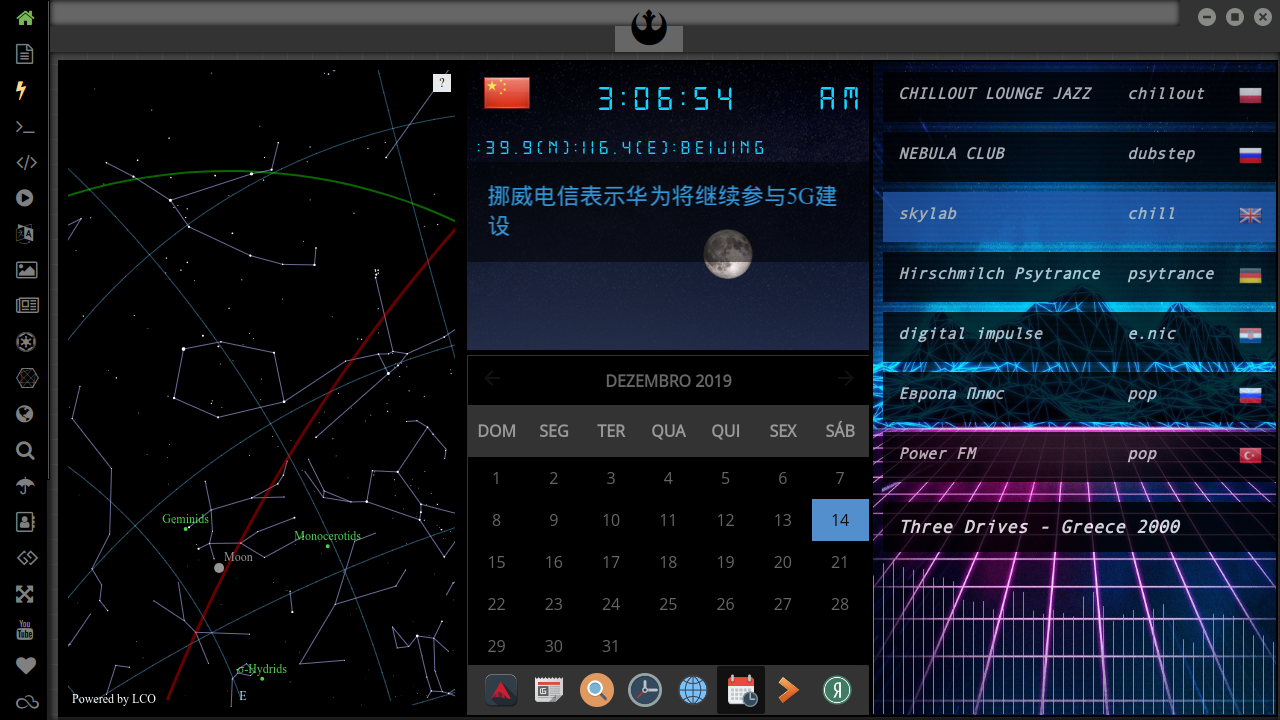 ?
Geminids
Monocerotids
Moon
σ-Hydrids
E
Powered by LCO
3:06:54 AM
:39.9(N):116.4(E):BEIJING
挪威电信表示华为将继续参与5G建
设
DEZEMBRO 2019
DOM SEG TER QUA QUI SEX SÁB
1 2 3 4 5 6 7
8 9 10 11 12 13 14
15 16 17 18 19 20 21
22 23 24 25 26 27 28
29 30 31
CHILLOUT LOUNGE JAZZ chillout
NEBULA CLUB dubstep
skylab chill
Hirschmilch Psytrance psytrance
digital impulse e.nic
Европа Плюс pop
Power FM pop
Three Drives - Greece 2000
You
Tube
Я